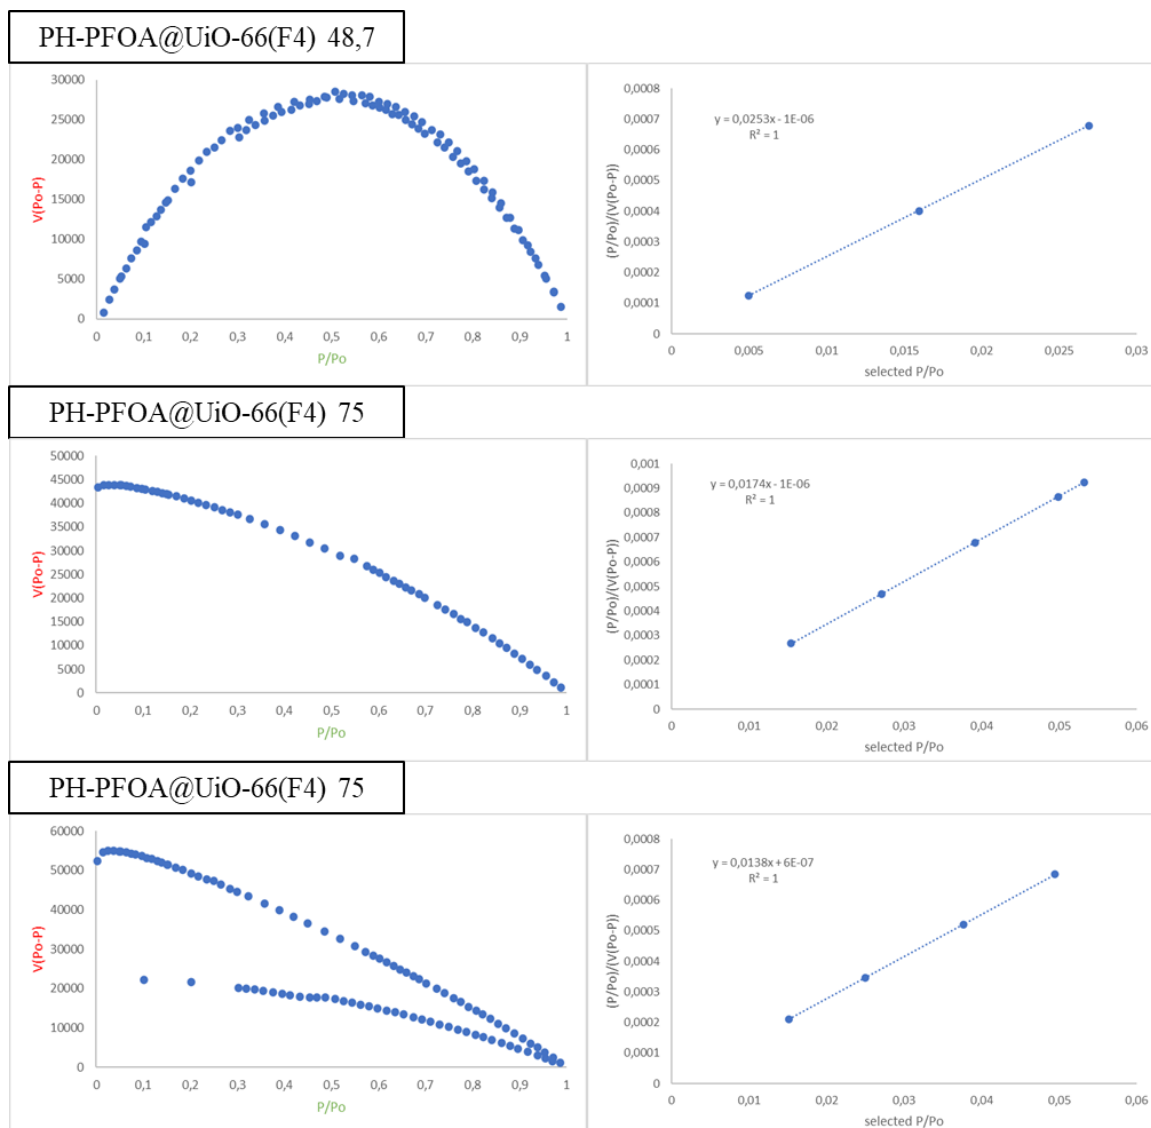 PH-PFOA@UiO-66(F4) 48,7
V(Po-P)
30000
25000
20000
15000
10000
5000
0
0 0,1 0,2 0,3 0,4 0,5 0,6 0,7 0,8 0,9 1
P/Po
(P/Po)/(V(Po-P))
0,0008
0,0007
0,0006
0,0005
0,0004
0,0003
0,0002
0,0001
0
y = 0,0253x - 1E-06
R² = 1
0 0,005 0,01 0,015 0,02 0,025 0,03
selected P/Po
PH-PFOA@UiO-66(F4) 75
V(Po-P)
50000
45000
40000
35000
30000
25000
20000
15000
10000
5000
0
0 0,1 0,2 0,3 0,4 0,5 0,6 0,7 0,8 0,9 1
P/Po
(P/Po)/(V(Po-P))
0,001
0,0009
0,0008
0,0007
0,0006
0,0005
0,0004
0,0003
0,0002
0,0001
0
y = 0,0174x - 1E-06
R² = 1
0 0,01 0,02 0,03 0,04 0,05 0,06
selected P/Po
PH-PFOA@UiO-66(F4) 75
V(Po-P)
60000
50000
40000
30000
20000
10000
0
0 0,1 0,2 0,3 0,4 0,5 0,6 0,7 0,8 0,9 1
P/Po
(P/Po)/(V(Po-P))
0,0008
0,0007
0,0006
0,0005
0,0004
0,0003
0,0002
0,0001
0
y = 0,0138x + 6E-07
R² = 1
0 0,01 0,02 0,03 0,04 0,05 0,06
selected P/Po